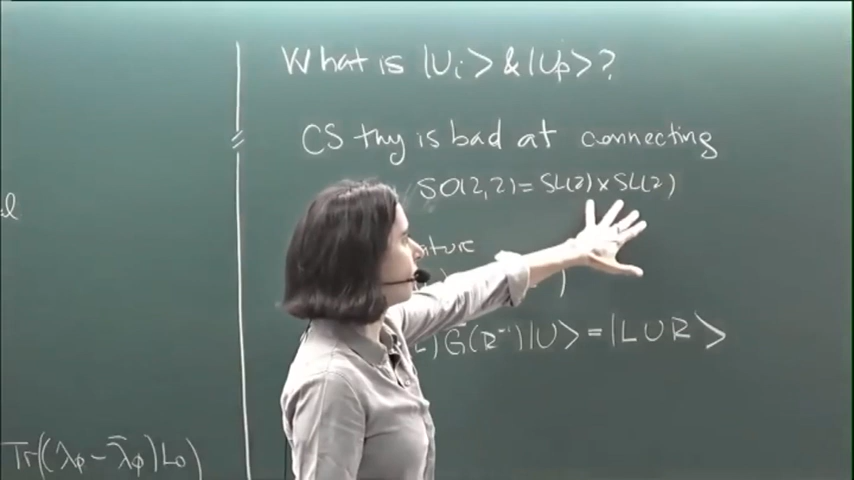 l
Tr((λφ − λ̄φ)L₀)
What is |Ui> & |Up>?
CS thy is bad at connecting
SO(2,2) = SL(2) × SL(2)
ature
)
L) G(R⁻¹)|U> = |LUR>